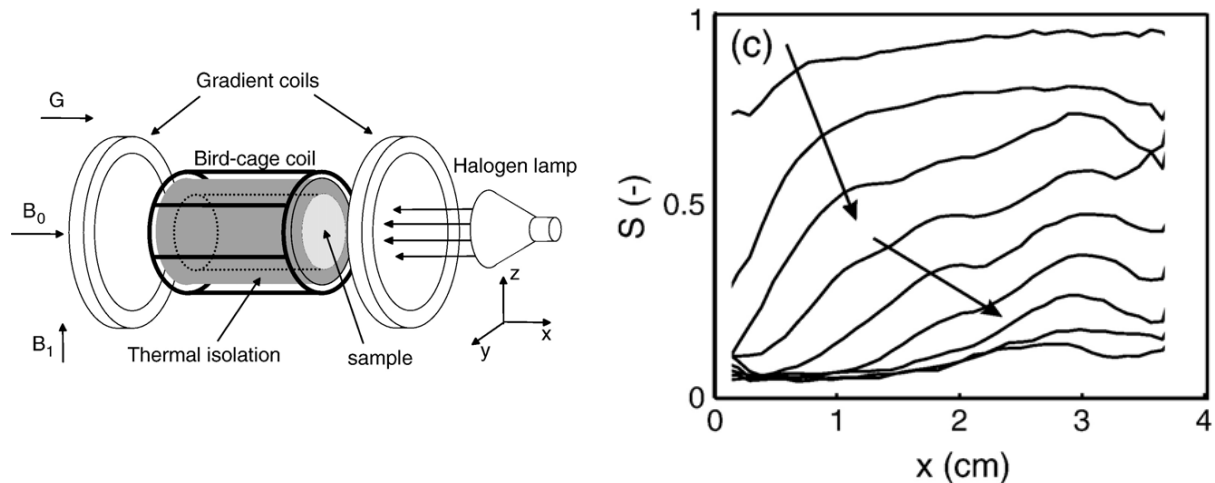 Gradient coils
G
Bird-cage coil
Halogen lamp
B0
z
x
y
B1
Thermal isolation
sample
(c)
1
0.5
0
S (-)
0
1
2
3
4
x (cm)